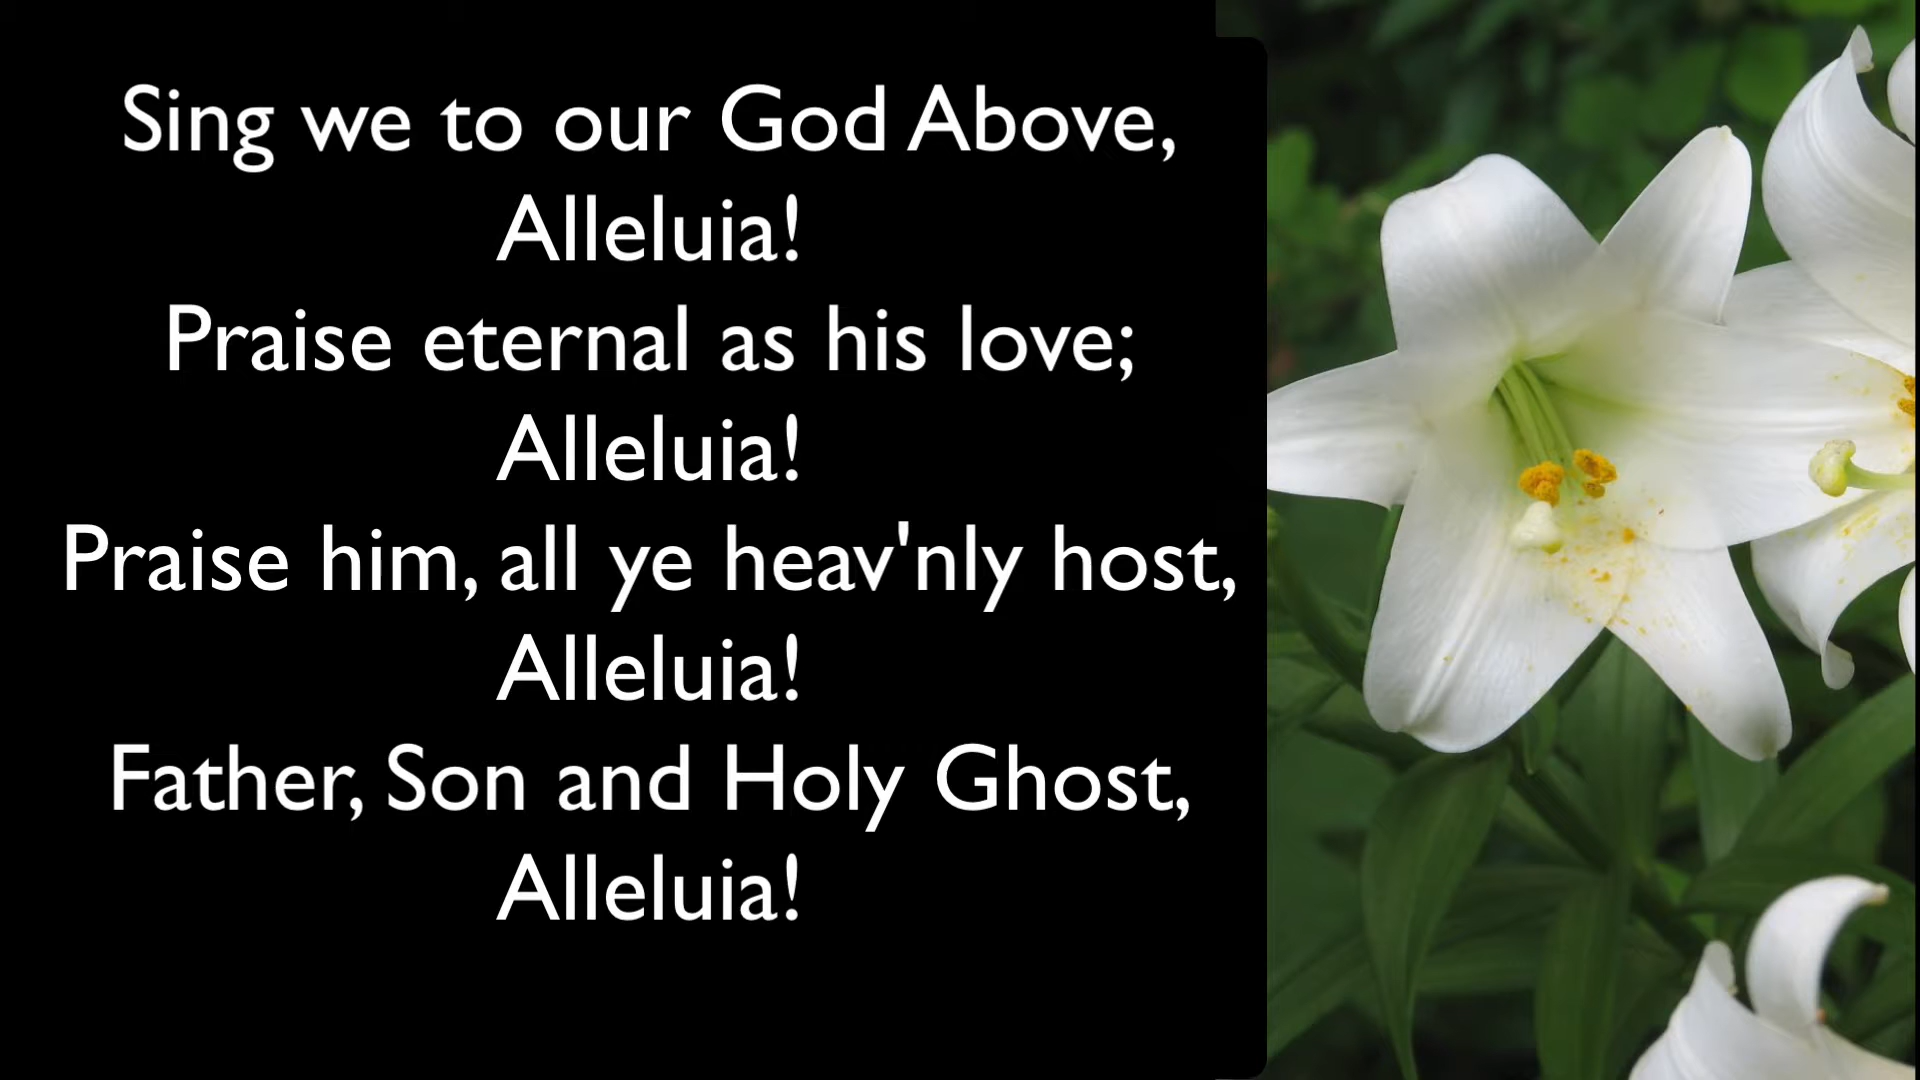 Sing we to our God Above,
Alleluia!
Praise eternal as his love;
Alleluia!
Praise him, all ye heav'nly host,
Alleluia!
Father, Son and Holy Ghost,
Alleluia!